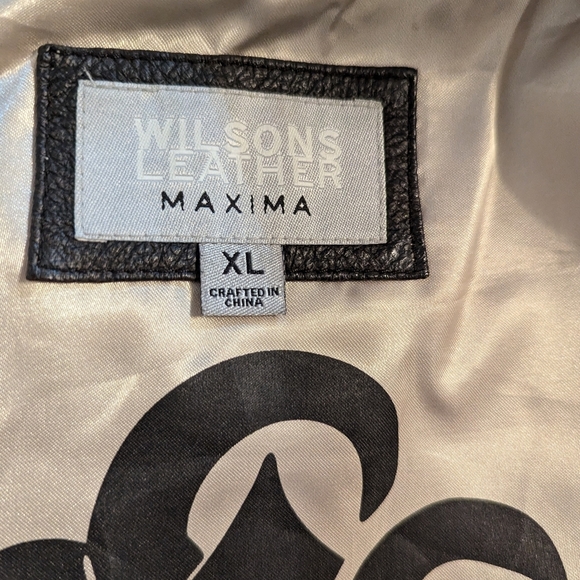 WILSONS
LEATHER
MAXIMA
XL
CRAFTED IN
CHINA